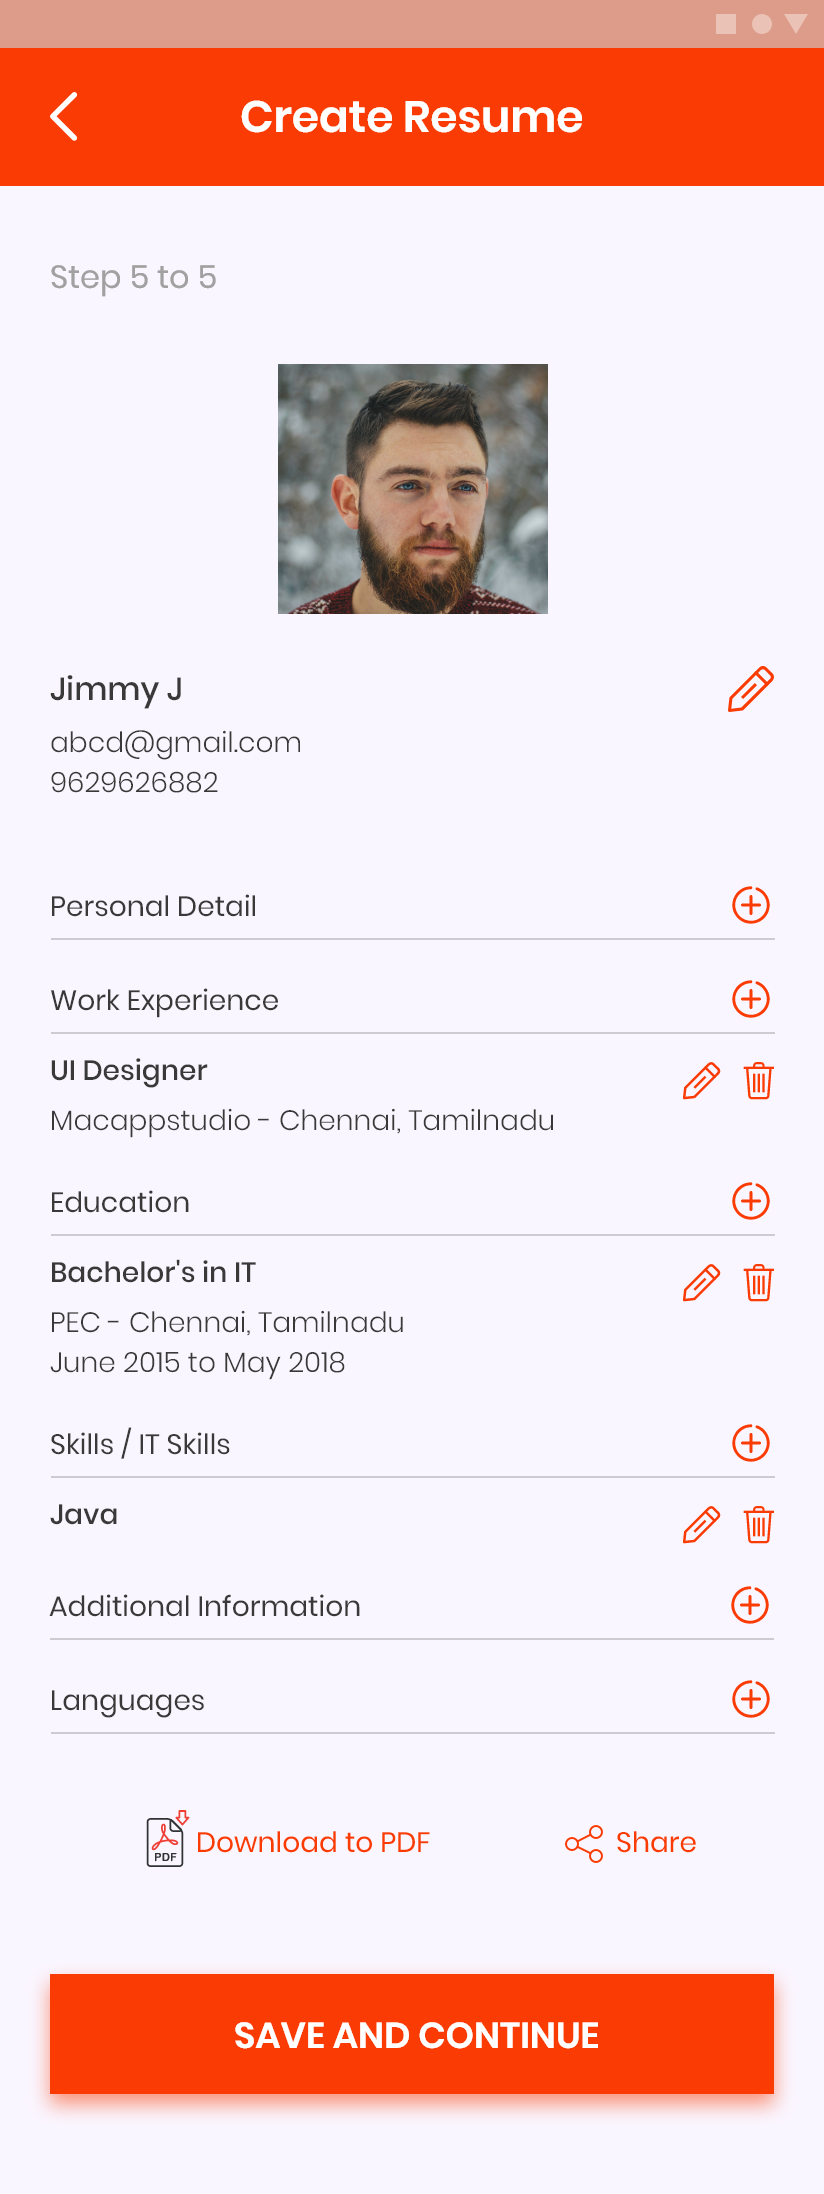 Create Resume
Step 5 to 5
Jimmy J
abcd@gmail.com
9629626882
Personal Detail
Work Experience
UI Designer
Macappstudio - Chennai, Tamilnadu
Education
Bachelor's in IT
PEC - Chennai, Tamilnadu
June 2015 to May 2018
Skills / IT Skills
Java
Additional Information
Languages
PDF Download to PDF Share
SAVE AND CONTINUE